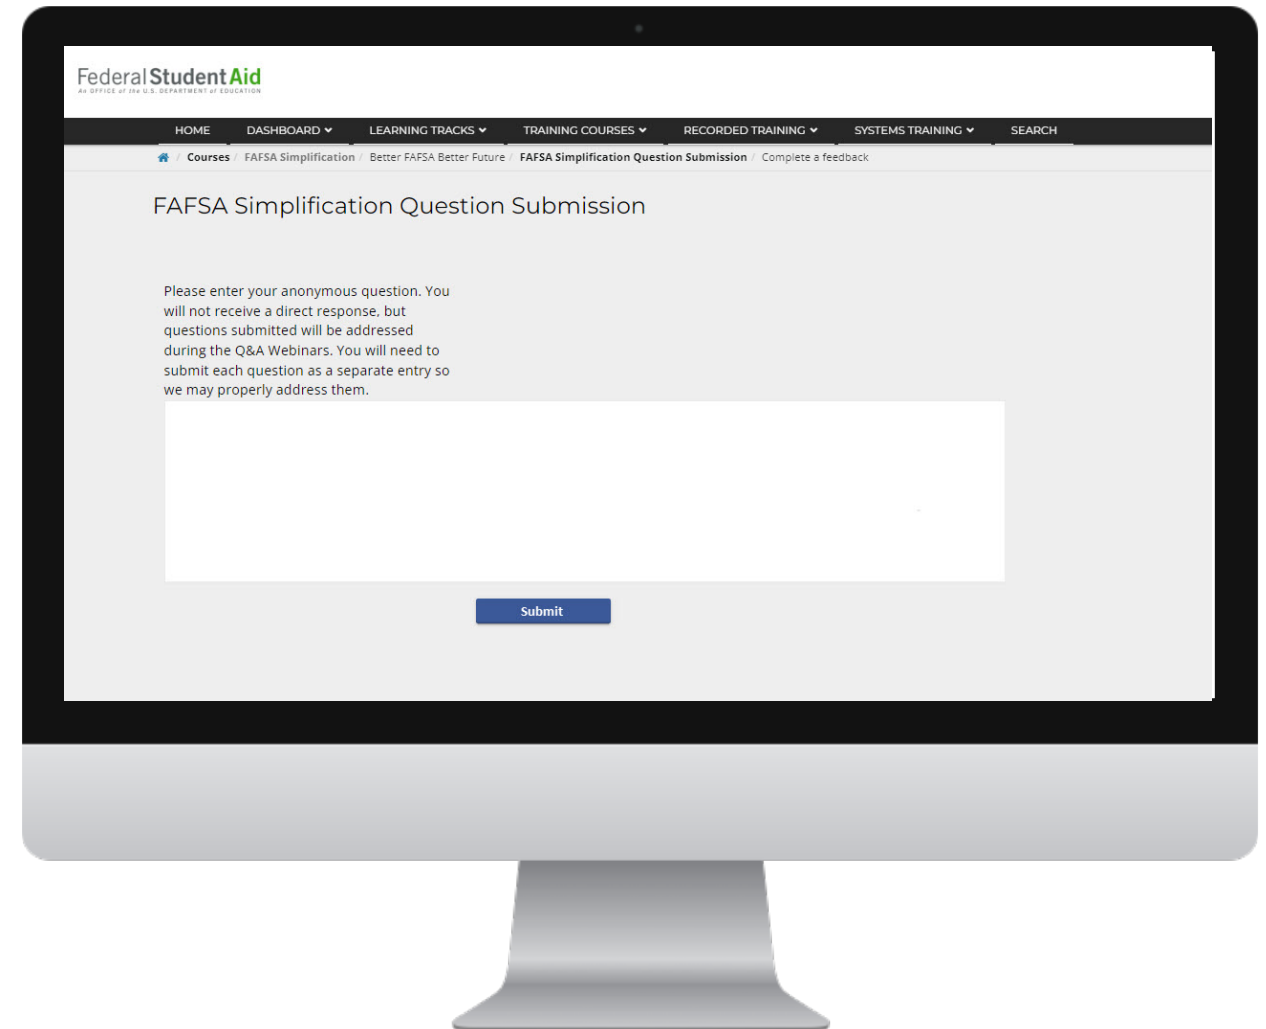 Federal Student Aid
An OFFICE of the U.S. DEPARTMENT of EDUCATION
HOME DASHBOARD LEARNING TRACKS TRAINING COURSES RECORDED TRAINING SYSTEMS TRAINING SEARCH
/ Courses / FAFSA Simplification / Better FAFSA Better Future / FAFSA Simplification Question Submission / Complete a feedback
FAFSA Simplification Question Submission
Please enter your anonymous question. You
will not receive a direct response, but
questions submitted will be addressed
during the Q&A Webinars. You will need to
submit each question as a separate entry so
we may properly address them.
Submit